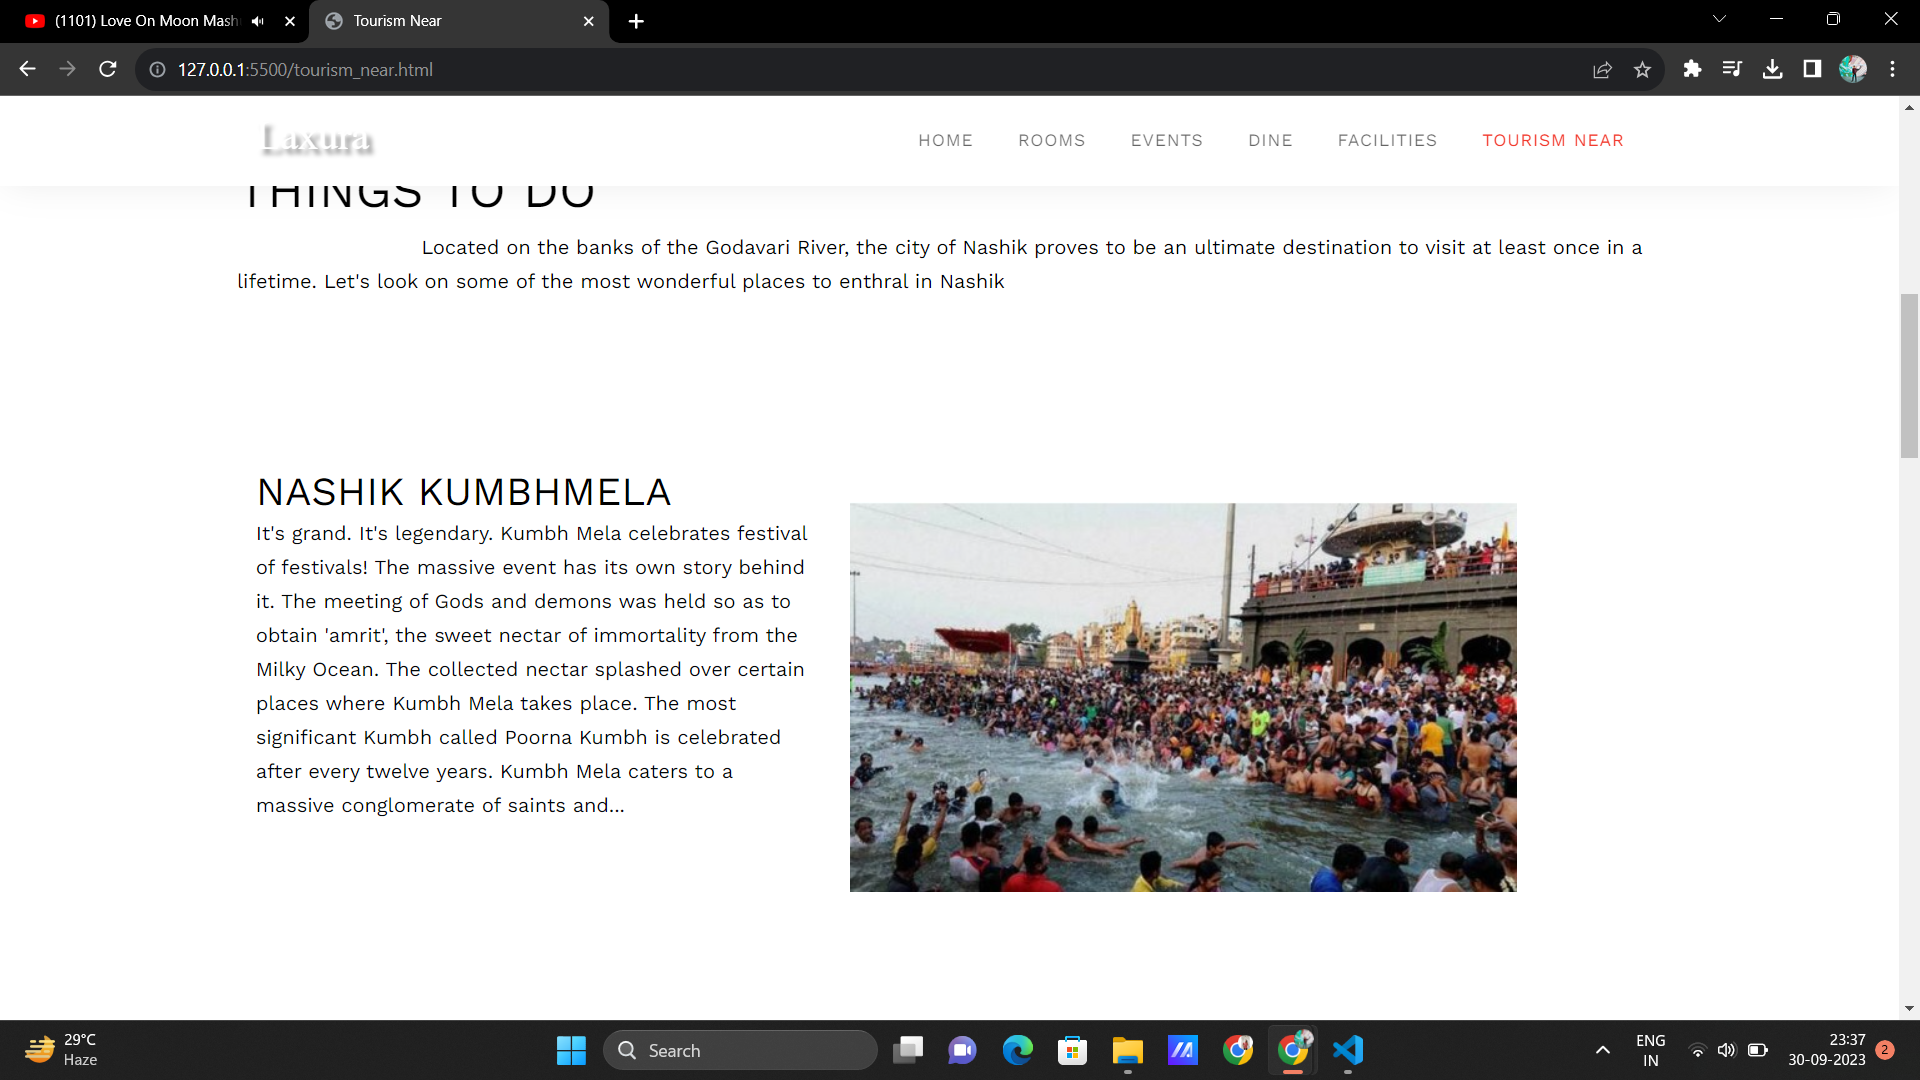 (1101) Love On Moon Mash
Tourism Near
127.0.0.1:5500/tourism_near.html
Laxura
HOME
ROOMS
EVENTS
DINE
FACILITIES
TOURISM NEAR
THINGS TO DO
Located on the banks of the Godavari River, the city of Nashik proves to be an ultimate destination to visit at least once in a
lifetime. Let's look on some of the most wonderful places to enthral in Nashik
NASHIK KUMBHMELA
It's grand. It's legendary. Kumbh Mela celebrates festival
of festivals! The massive event has its own story behind
it. The meeting of Gods and demons was held so as to
obtain 'amrit', the sweet nectar of immortality from the
Milky Ocean. The collected nectar splashed over certain
places where Kumbh Mela takes place. The most
significant Kumbh called Poorna Kumbh is celebrated
after every twelve years. Kumbh Mela caters to a
massive conglomerate of saints and...
29°C
Haze
Search
ENG
IN
23:37
30-09-2023
2